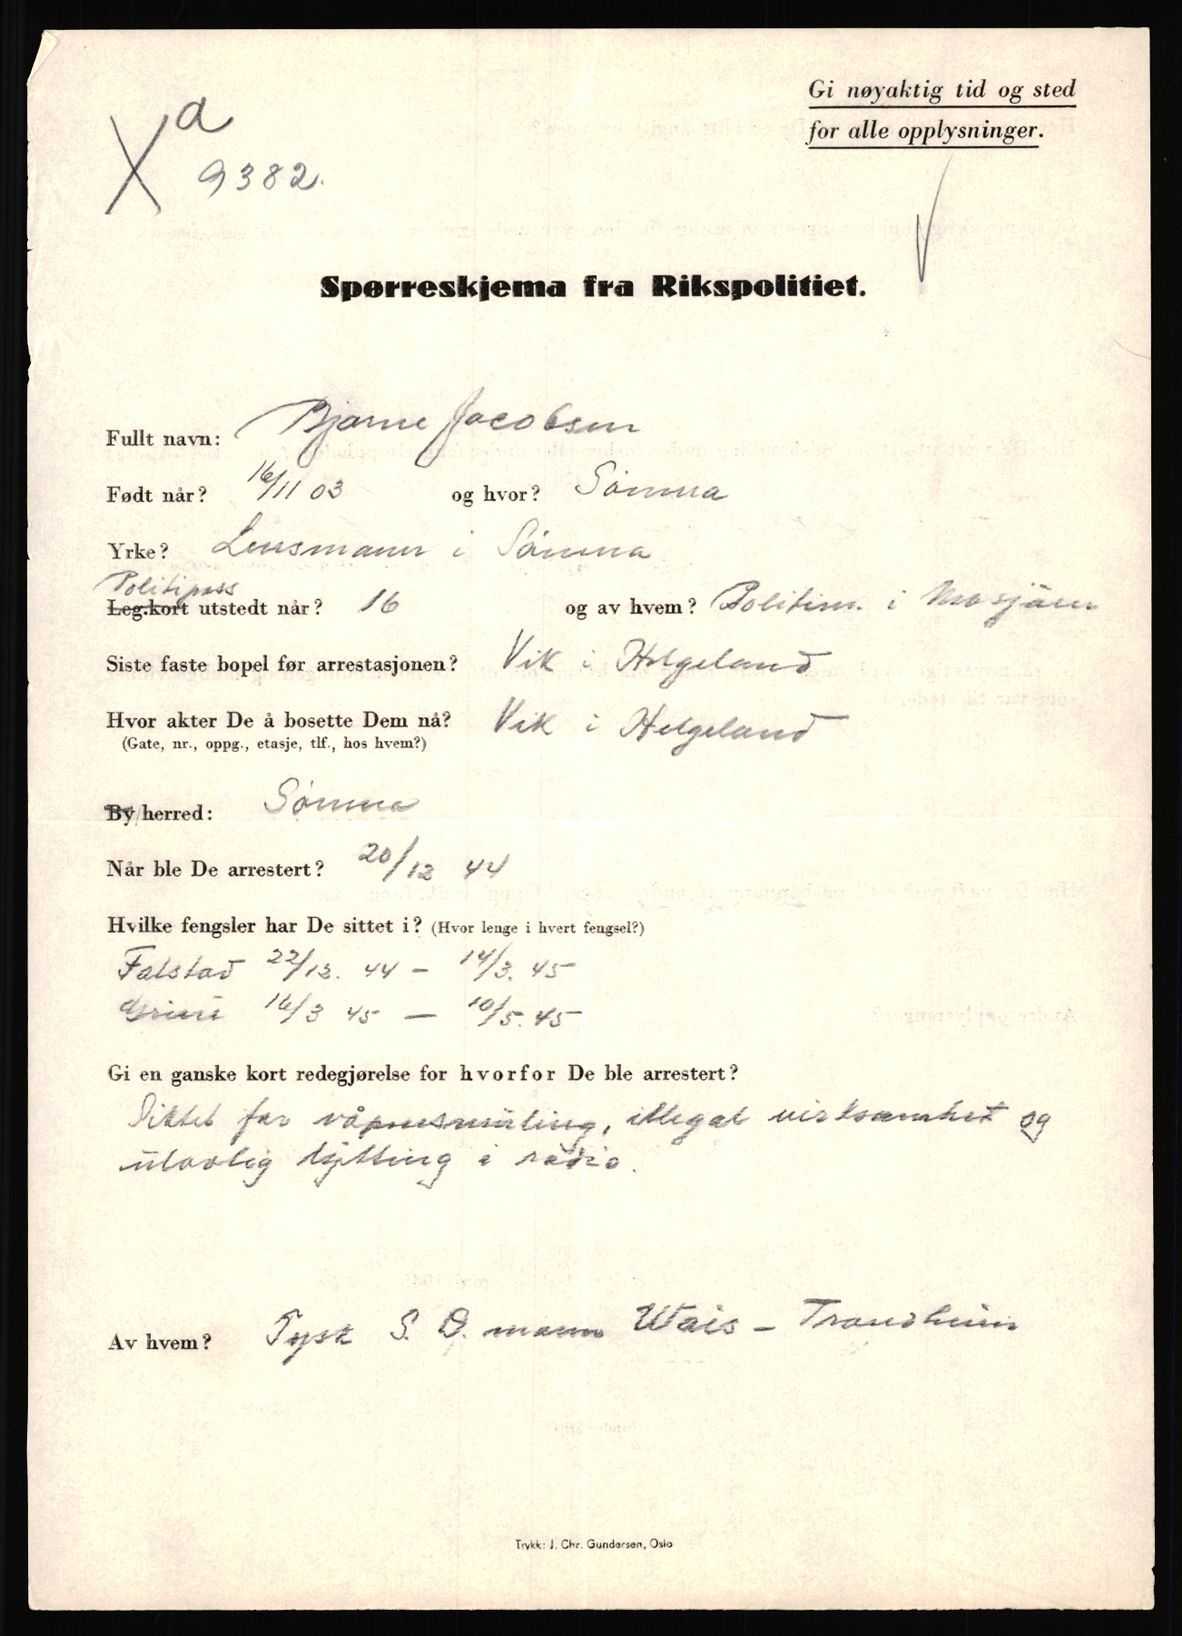 Gi nøyaktig tid og sted
for alle opplysninger.
X a
9382.
Spørreskjema fra Rikspolitiet.
Fullt navn: Bjarne Jacobsen
Født når? 16/11 03 og hvor? Sömna
Yrke? Lensmann i Sömna
Politipass
Leg.kort utstedt når? 16 og av hvem? Politim. i Mosjöen
Siste faste bopel før arrestasjonen? Vik i Helgeland
Hvor akter De å bosette Dem nå? Vik i Helgeland
(Gate, nr., oppg., etasje, tlf., hos hvem?)
By/herred: Sömna
Når ble De arrestert? 20/12 44
Hvilke fengsler har De sittet i? (Hvor lenge i hvert fengsel?)
Falstad 22/12. 44 – 14/3. 45
Grini 16/3 45 — 10/5. 45
Gi en ganske kort redegjørelse for hvorfor De ble arrestert?
Siktet for våpensmugling, illegal virksomhet og
ulovlig lytting i radio.
Av hvem? Tysk S. D. mann Wais – Trondheim
Trykk: J. Chr. Gundersen, Oslo